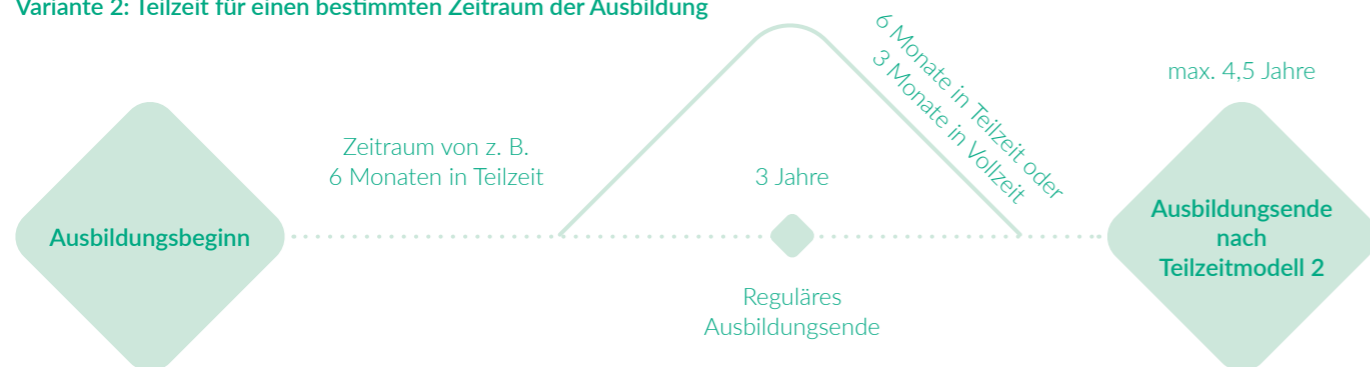 Variante 2: Teilzeit für einen bestimmten Zeitraum der Ausbildung
6 Monate in Teilzeit oder
3 Monate in Vollzeit
max. 4,5 Jahre
Zeitraum von z. B.
6 Monaten in Teilzeit
3 Jahre
Ausbildungsbeginn
Ausbildungsende
nach
Teilzeitmodell 2
Reguläres
Ausbildungsende